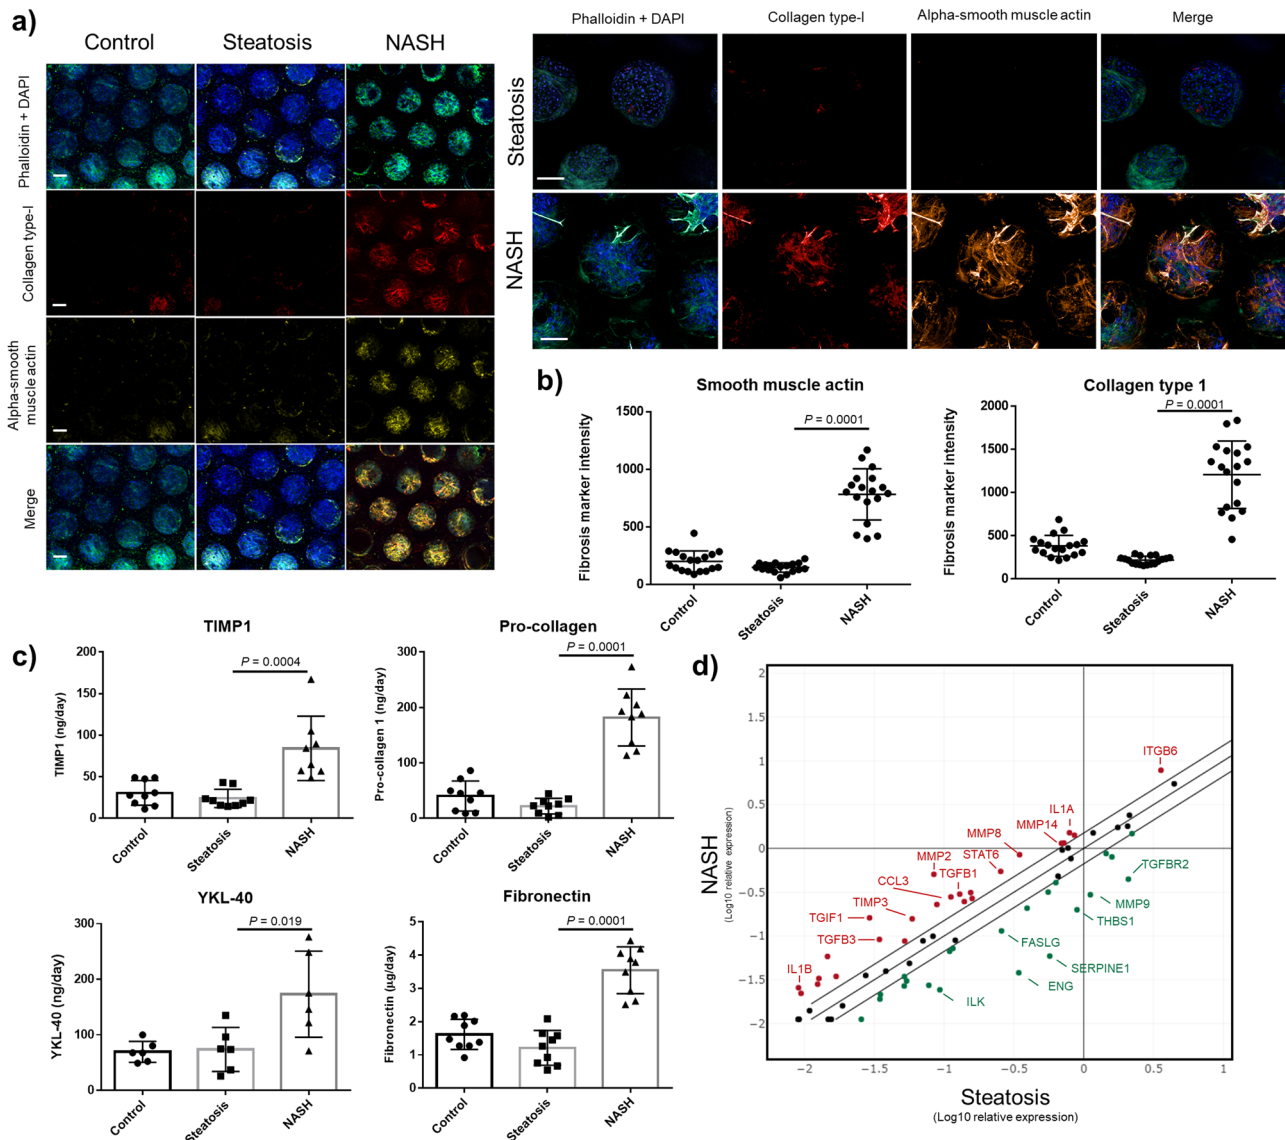 a)
Control
Steatosis
NASH
Phalloidin + DAPI
Collagen type-I
Alpha-smooth
muscle actin
Merge
Phalloidin + DAPI
Collagen type-I
Alpha-smooth muscle actin
Merge
Steatosis
NASH
b)
Smooth muscle actin
Fibrosis marker intensity
1500
1000
500
0
P = 0.0001
Control
Steatosis
NASH
Collagen type 1
Fibrosis marker intensity
2000
1500
1000
500
0
P = 0.0001
Control
Steatosis
NASH
c)
TIMP1
TIMP1 (ng/day)
200
150
100
50
0
P = 0.0004
Control
Steatosis
NASH
Pro-collagen
Pro-collagen 1 (ng/day)
300
200
100
0
P = 0.0001
Control
Steatosis
NASH
YKL-40
YKL-40 (ng/day)
300
200
100
0
P = 0.019
Control
Steatosis
NASH
Fibronectin
Fibronectin (µg/day)
5
4
3
2
1
0
P = 0.0001
Control
Steatosis
NASH
d)
NASH
(Log10 relative expression)
2
1.5
1
0.5
0
−0.5
−1
−1.5
−2
ITGB6
IL1A
MMP14
MMP8
STAT6
MMP2
TGFB1
CCL3
TIMP3
TGIF1
TGFB3
IL1B
TGFBR2
MMP9
THBS1
FASLG
SERPINE1
ENG
ILK
−2
−1.5
−1
−0.5
0
0.5
1
Steatosis
(Log10 relative expression)